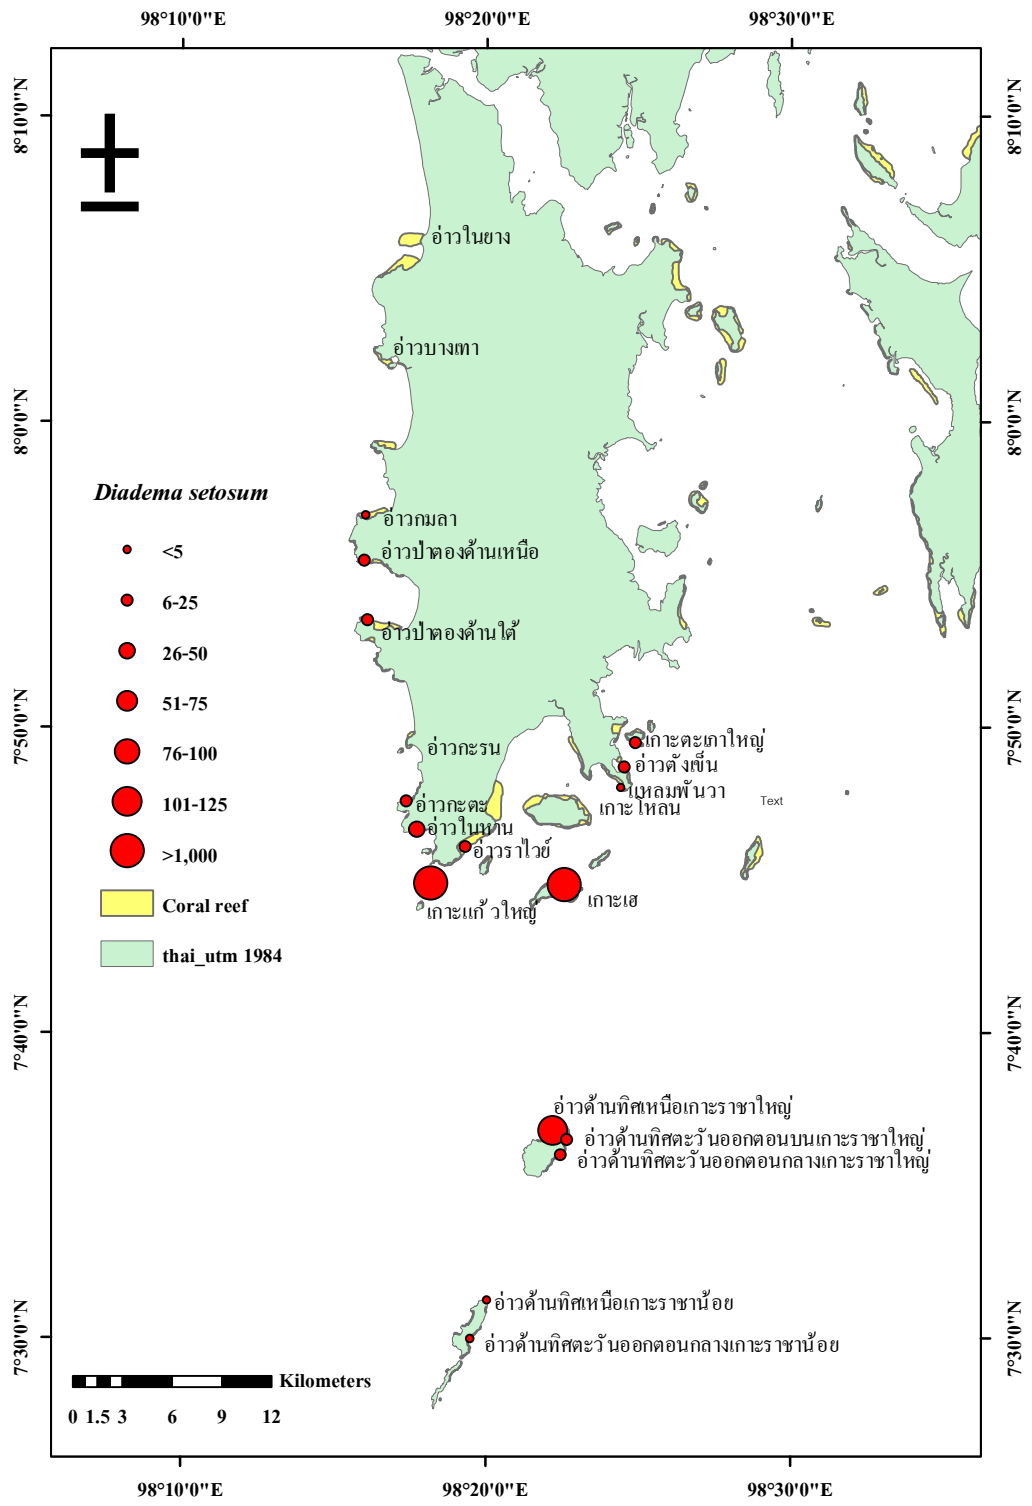 98°10'0"E 98°20'0"E 98°30'0"E
8°10'0"N 8°10'0"N
อ่าวในยาง
อ่าวบางเทา
8°0'0"N 8°0'0"N
Diadema setosum
<5
6-25
26-50
51-75
76-100
101-125
>1,000
Coral reef
thai_utm 1984
อ่าวกมลา
อ่าวป่าตองด้านเหนือ
อ่าวป่าตองด้านใต้
7°50'0"N 7°50'0"N
อ่าวกะรน
เกาะตะเภาใหญ่
อ่าวตังเข็น
แหลมพันวา
Text
อ่าวกะตะ
เกาะโหลน
อ่าวในหาน
อ่าวราไวย์
เกาะแก้วใหญ่
เกาะเฮ
7°40'0"N 7°40'0"N
อ่าวด้านทิศเหนือเกาะราชาใหญ่
อ่าวด้านทิศตะวันออกตอนบนเกาะราชาใหญ่
อ่าวด้านทิศตะวันออกตอนกลางเกาะราชาใหญ่
อ่าวด้านทิศเหนือเกาะราชาน้อย
7°30'0"N 7°30'0"N
อ่าวด้านทิศตะวันออกตอนกลางเกาะราชาน้อย
Kilometers
0 1.5 3 6 9 12
98°10'0"E 98°20'0"E 98°30'0"E